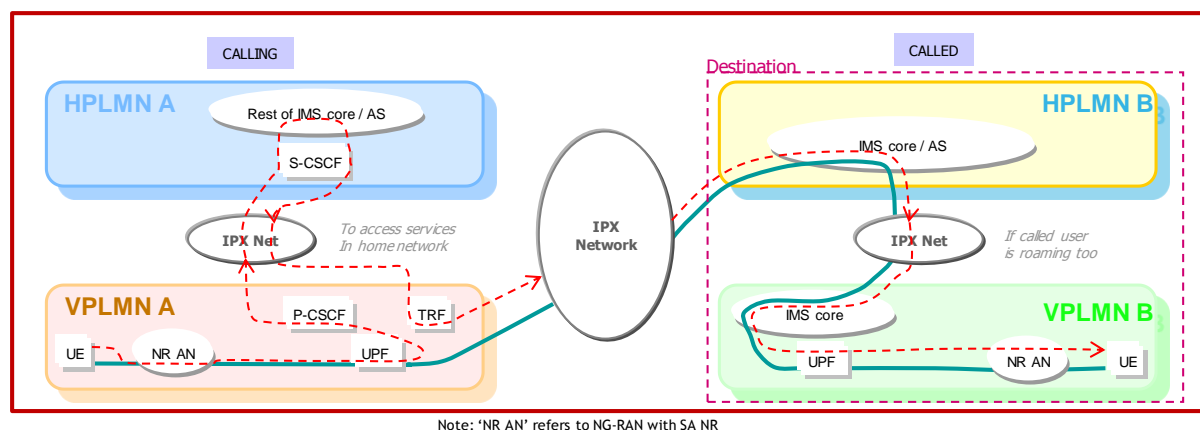 CALLING
CALLED
Destination
HPLMN A
Rest of IMS core / AS
S-CSCF
HPLMN B
IMS core / AS
IPX Net
To access services
In home network
IPX
Network
IPX Net
If called user
is roaming too
VPLMN A
P-CSCF
TRF
UE
NR AN
UPF
VPLMN B
IMS core
UPF
NR AN
UE
Note: ‘NR AN’ refers to NG-RAN with SA NR